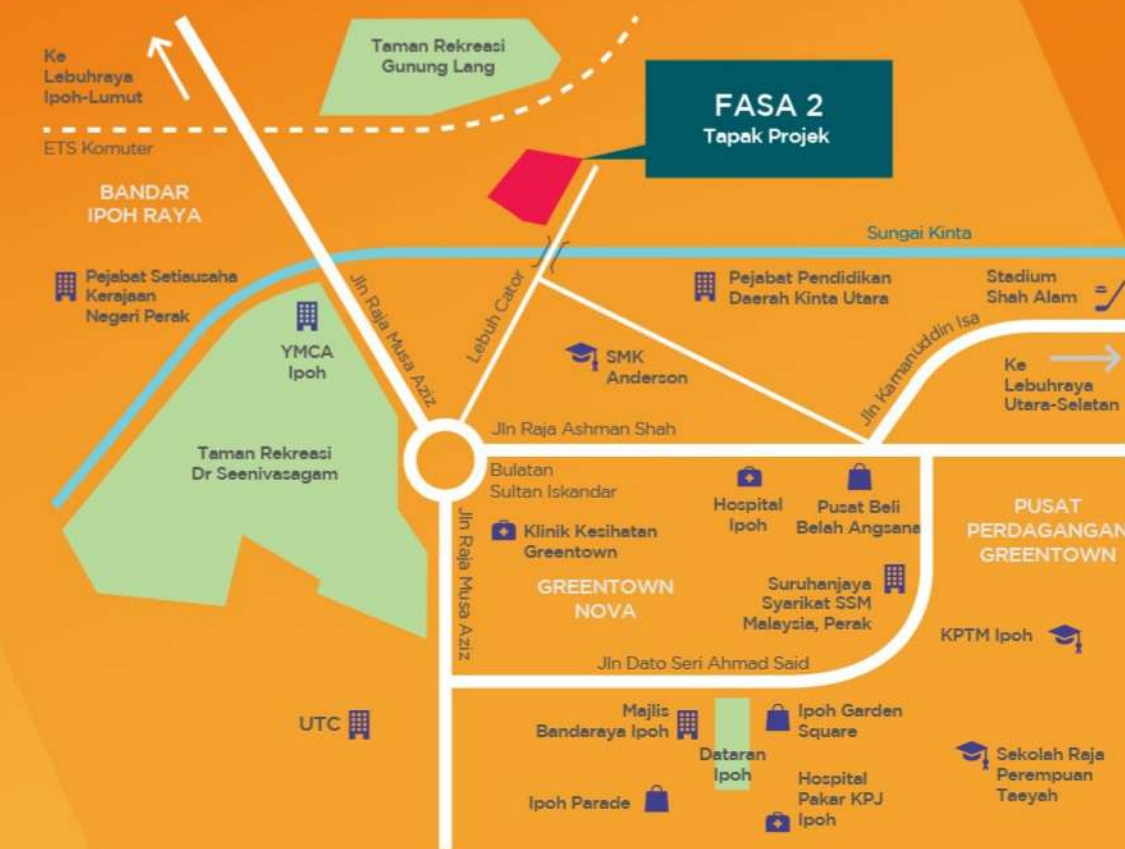 Ke
Lebuhraya
Ipoh-Lumut
Taman Rekreasi
Gunung Lang
FASA 2
Tapak Projek
ETS Komuter
BANDAR
IPOH RAYA
Sungai Kinta
Pejabat Setiausaha
Kerajaan
Negeri Perak
YMCA
Ipoh
Jln Raja Musa Aziz
Lebuh Cator
Pejabat Pendidikan
Daerah Kinta Utara
Stadium
Shah Alam
SMK
Anderson
Jln Kamanuddin Isa
Ke
Lebuhraya
Utara-Selatan
Jln Raja Ashman Shah
Taman Rekreasi
Dr Seenivasagam
Bulatan
Sultan Iskandar
Hospital
Ipoh
Pusat Beli
Belah Angsana
PUSAT
PERDAGANGAN
GREENTOWN
Jln Raja Musa Aziz
Klinik Kesihatan
Greentown
GREENTOWN
NOVA
Suruhanjaya
Syarikat SSM
Malaysia, Perak
KPTM Ipoh
Jln Dato Seri Ahmad Said
UTC
Majlis
Bandaraya Ipoh
Dataran
Ipoh
Ipoh Garden
Square
Sekolah Raja
Perempuan
Taeyah
Ipoh Parade
Hospital
Pakar KPJ
Ipoh